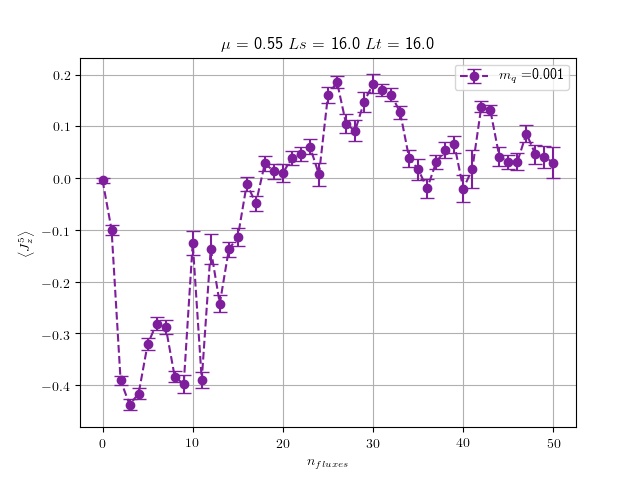 μ = 0.55 Ls = 16.0 Lt = 16.0
m_q =0.001
0.2
0.1
0.0
−0.1
−0.2
−0.3
−0.4
⟨J_z^5⟩
0 10 20 30 40 50
n_fluxes